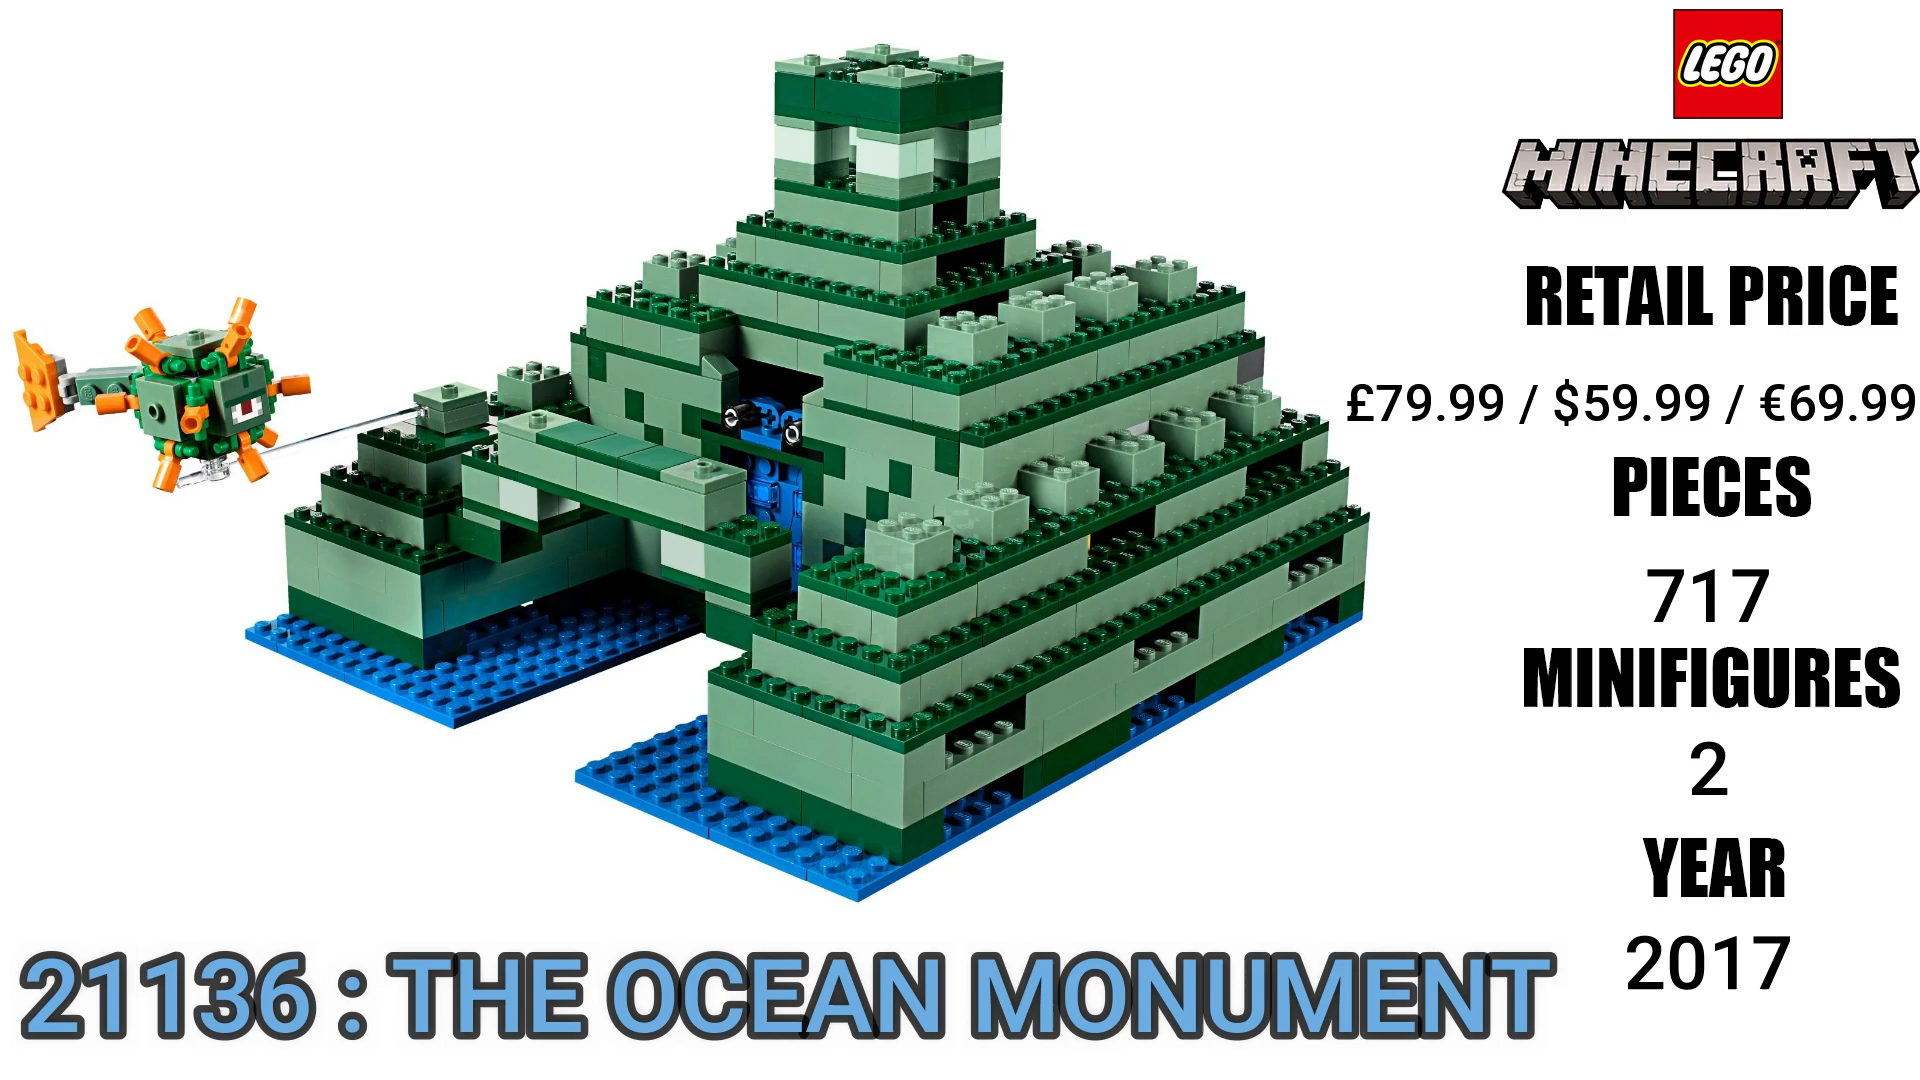 LEGO
MINECRAFT
RETAIL PRICE
£79.99 / $59.99 / €69.99
PIECES
717
MINIFIGURES
2
YEAR
2017
21136 : THE OCEAN MONUMENT